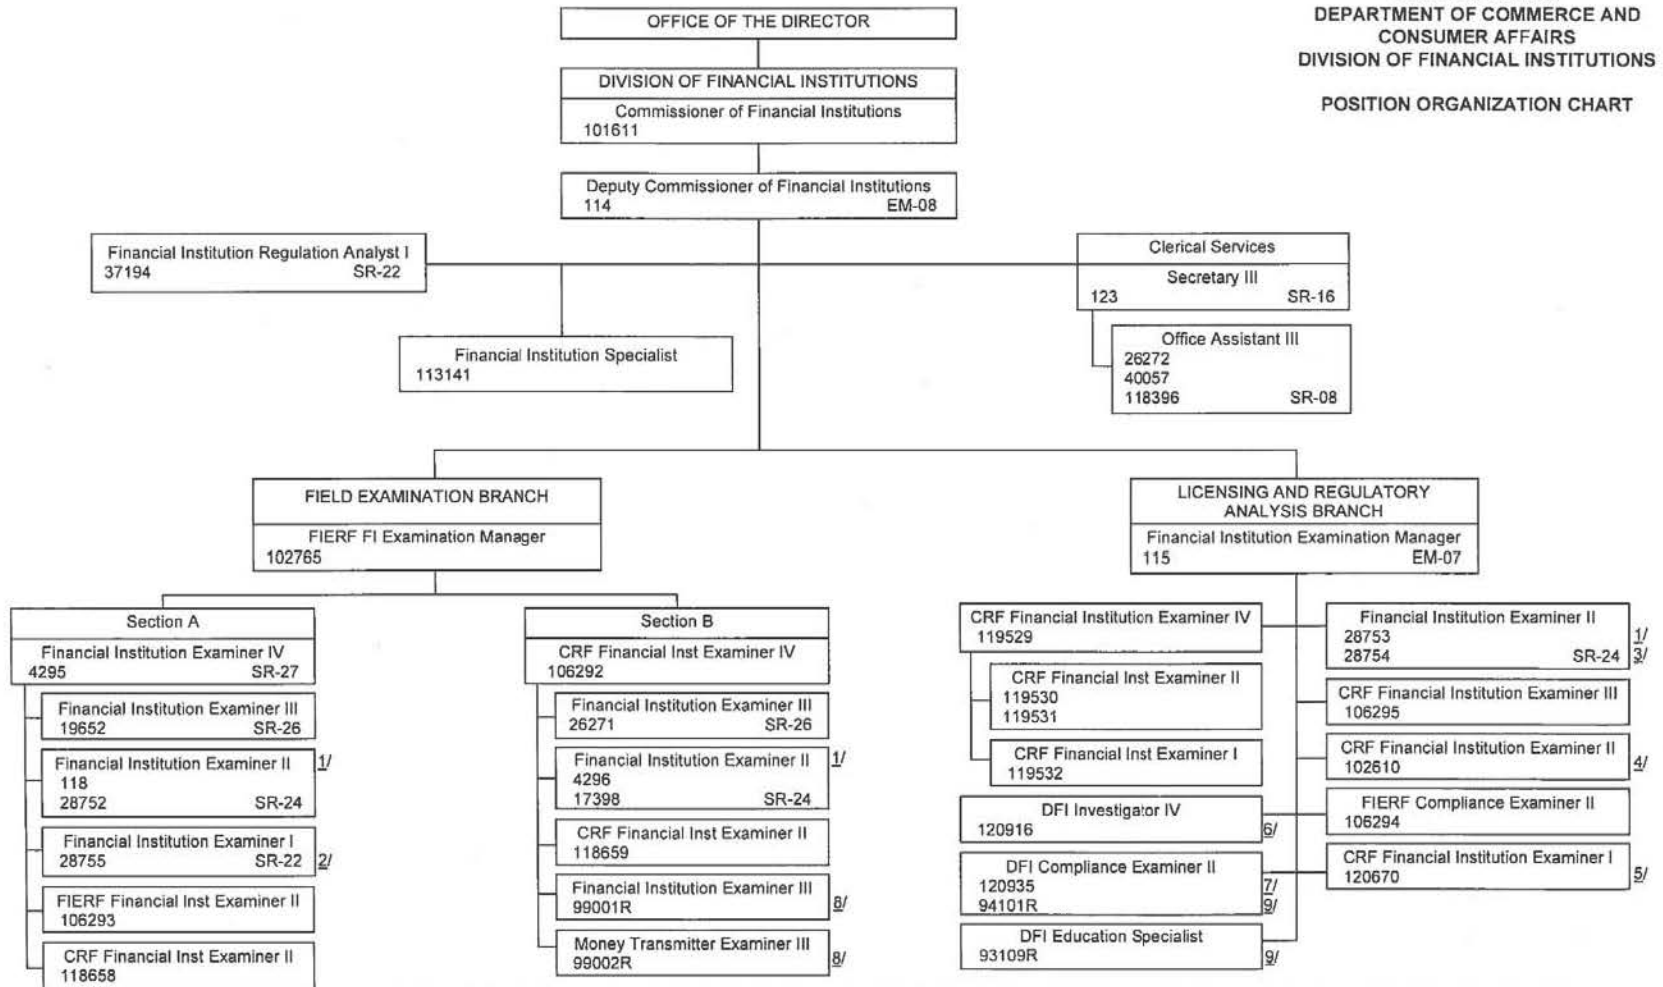 OFFICE OF THE DIRECTOR
DEPARTMENT OF COMMERCE AND
CONSUMER AFFAIRS
DIVISION OF FINANCIAL INSTITUTIONS
POSITION ORGANIZATION CHART
DIVISION OF FINANCIAL INSTITUTIONS
Commissioner of Financial Institutions
101611
Deputy Commissioner of Financial Institutions
114 EM-08
Financial Institution Regulation Analyst I
37194 SR-22
Financial Institution Specialist
113141
Clerical Services
Secretary III
123 SR-16
Office Assistant III
26272
40057
118396 SR-08
FIELD EXAMINATION BRANCH
FIERF FI Examination Manager
102765
Section A
Financial Institution Examiner IV
4295 SR-27
Financial Institution Examiner III
19652 SR-26
Financial Institution Examiner II 1/
118
28752 SR-24
Financial Institution Examiner I
28755 SR-22 2/
FIERF Financial Inst Examiner II
106293
CRF Financial Inst Examiner II
118658
Section B
CRF Financial Inst Examiner IV
106292
Financial Institution Examiner III
26271 SR-26
Financial Institution Examiner II 1/
4296
17398 SR-24
CRF Financial Inst Examiner II
118659
Financial Institution Examiner III
99001R 8/
Money Transmitter Examiner III
99002R 8/
LICENSING AND REGULATORY
ANALYSIS BRANCH
Financial Institution Examination Manager
115 EM-07
CRF Financial Institution Examiner IV
119529
CRF Financial Inst Examiner II
119530
119531
CRF Financial Inst Examiner I
119532
DFI Investigator IV
120916 6/
DFI Compliance Examiner II
120935 7/
94101R 9/
DFI Education Specialist
93109R 9/
Financial Institution Examiner II
28753 1/
28754 SR-24 3/
CRF Financial Institution Examiner III
106295
CRF Financial Institution Examiner II
102610 4/
FIERF Compliance Examiner II
106294
CRF Financial Institution Examiner I
120670 5/